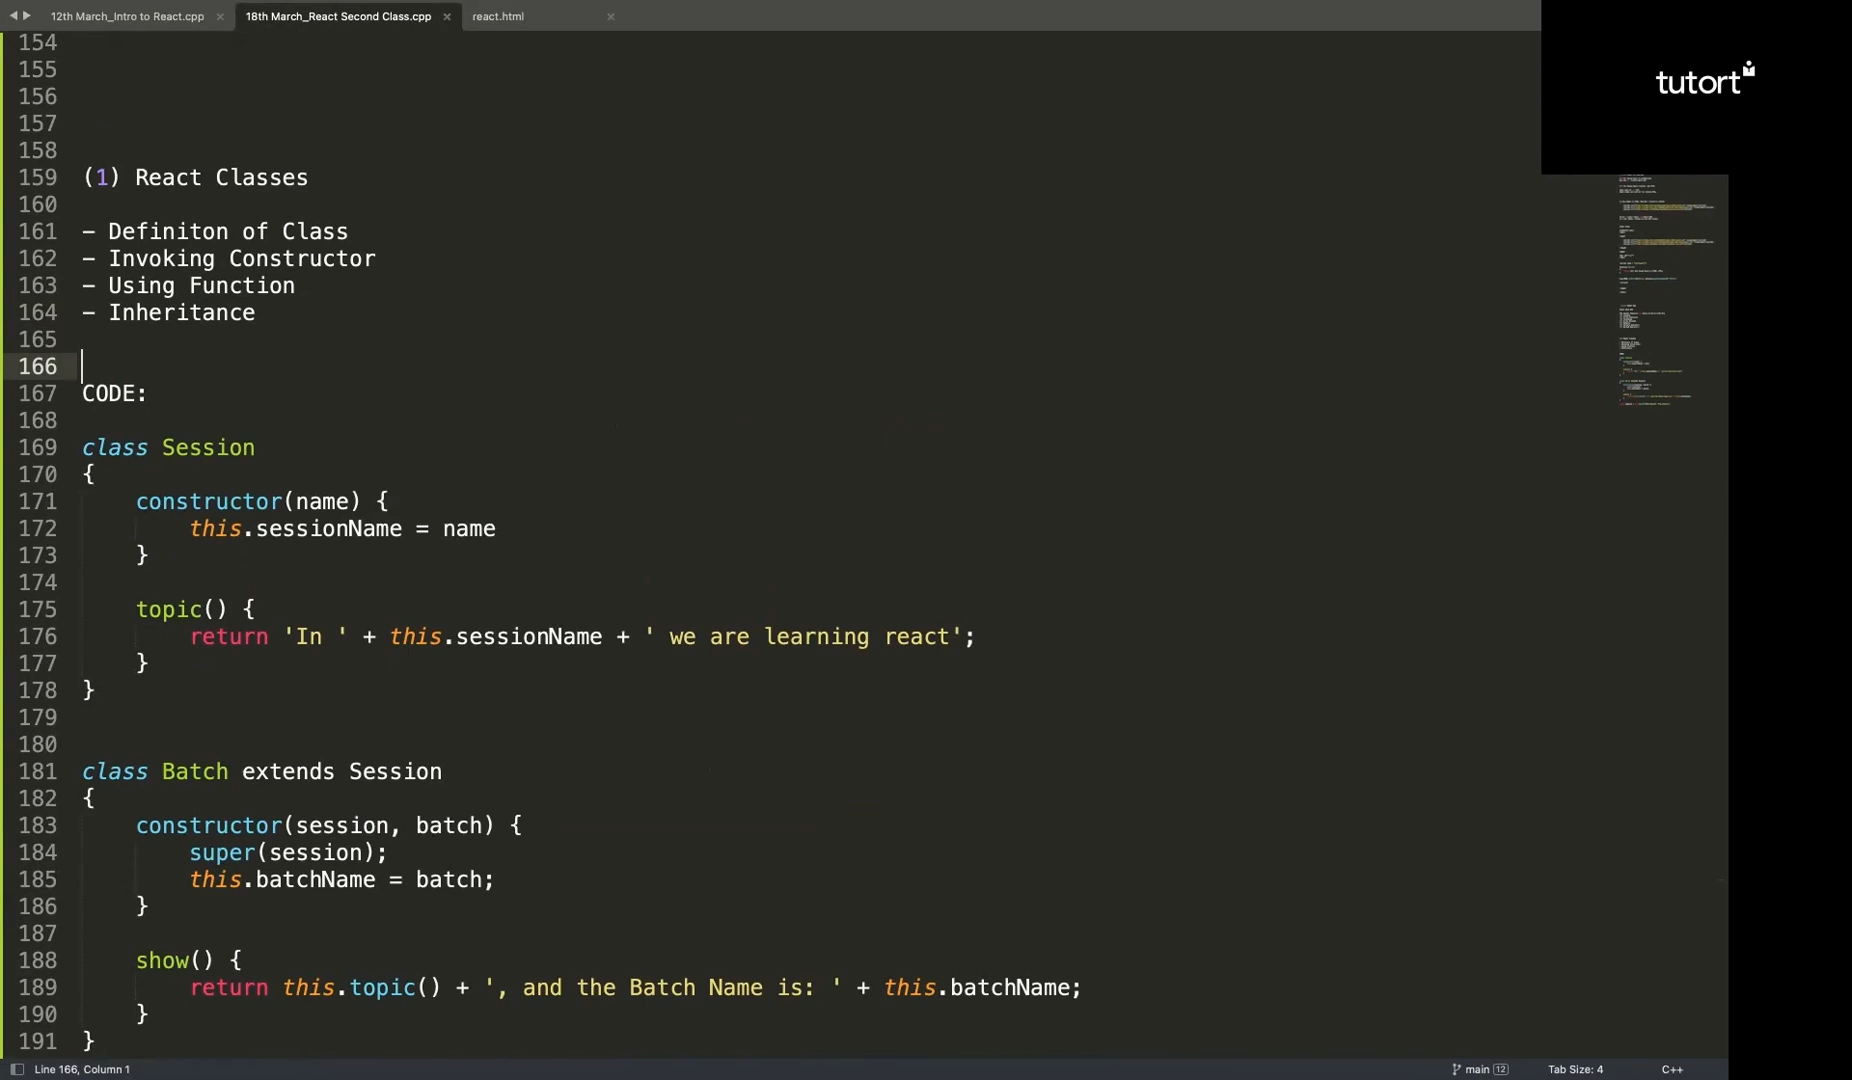 12th March_Intro to React.cpp
18th March_React Second Class.cpp
react.html
tutort
154
155
156
157
158
159 (1) React Classes
160
161 - Definiton of Class
162 - Invoking Constructor
163 - Using Function
164 - Inheritance
165
166
167 CODE:
168
169 class Session
170 {
171 constructor(name) {
172 this.sessionName = name
173 }
174
175 topic() {
176 return 'In ' + this.sessionName + ' we are learning react';
177 }
178 }
179
180
181 class Batch extends Session
182 {
183 constructor(session, batch) {
184 super(session);
185 this.batchName = batch;
186 }
187
188 show() {
189 return this.topic() + ', and the Batch Name is: ' + this.batchName;
190 }
191 }
Line 166, Column 1
main 12
Tab Size: 4
C++